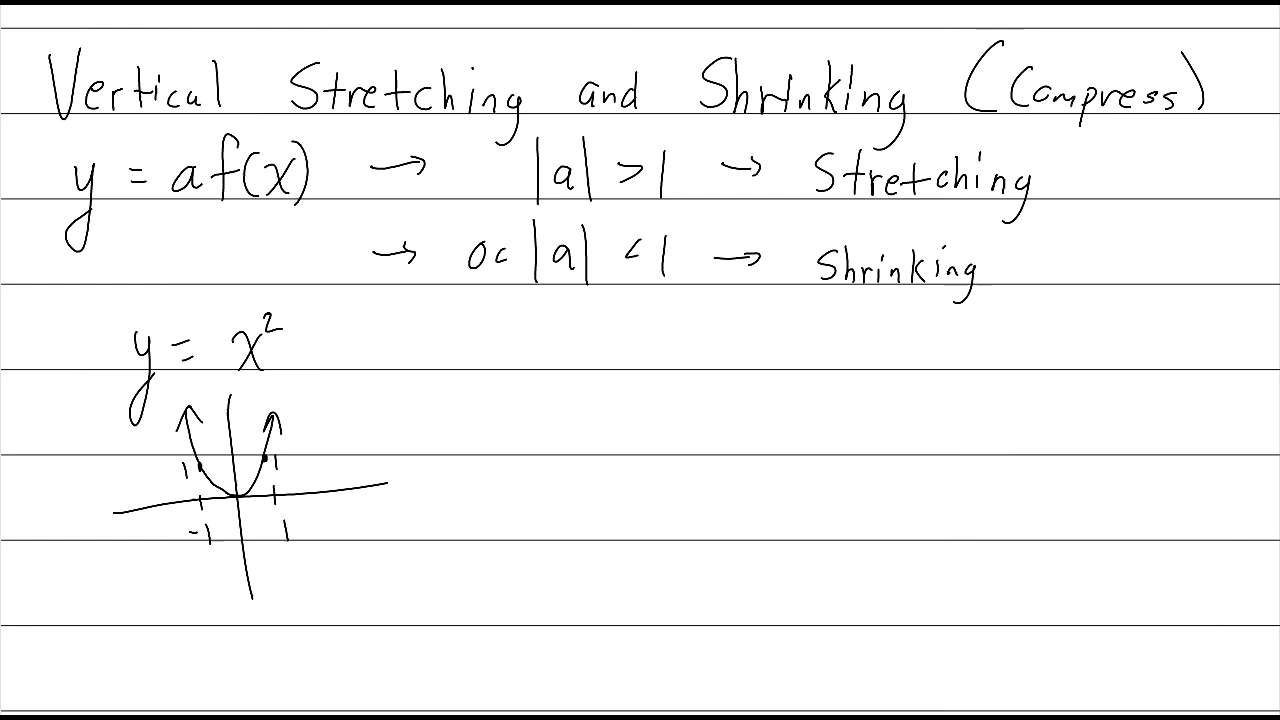 Vertical Stretching and Shrinking (Compress)
y = af(x) → |a| > 1 → Stretching
→ 0 < |a| < 1 → Shrinking
y = x²
1 1
-1 1